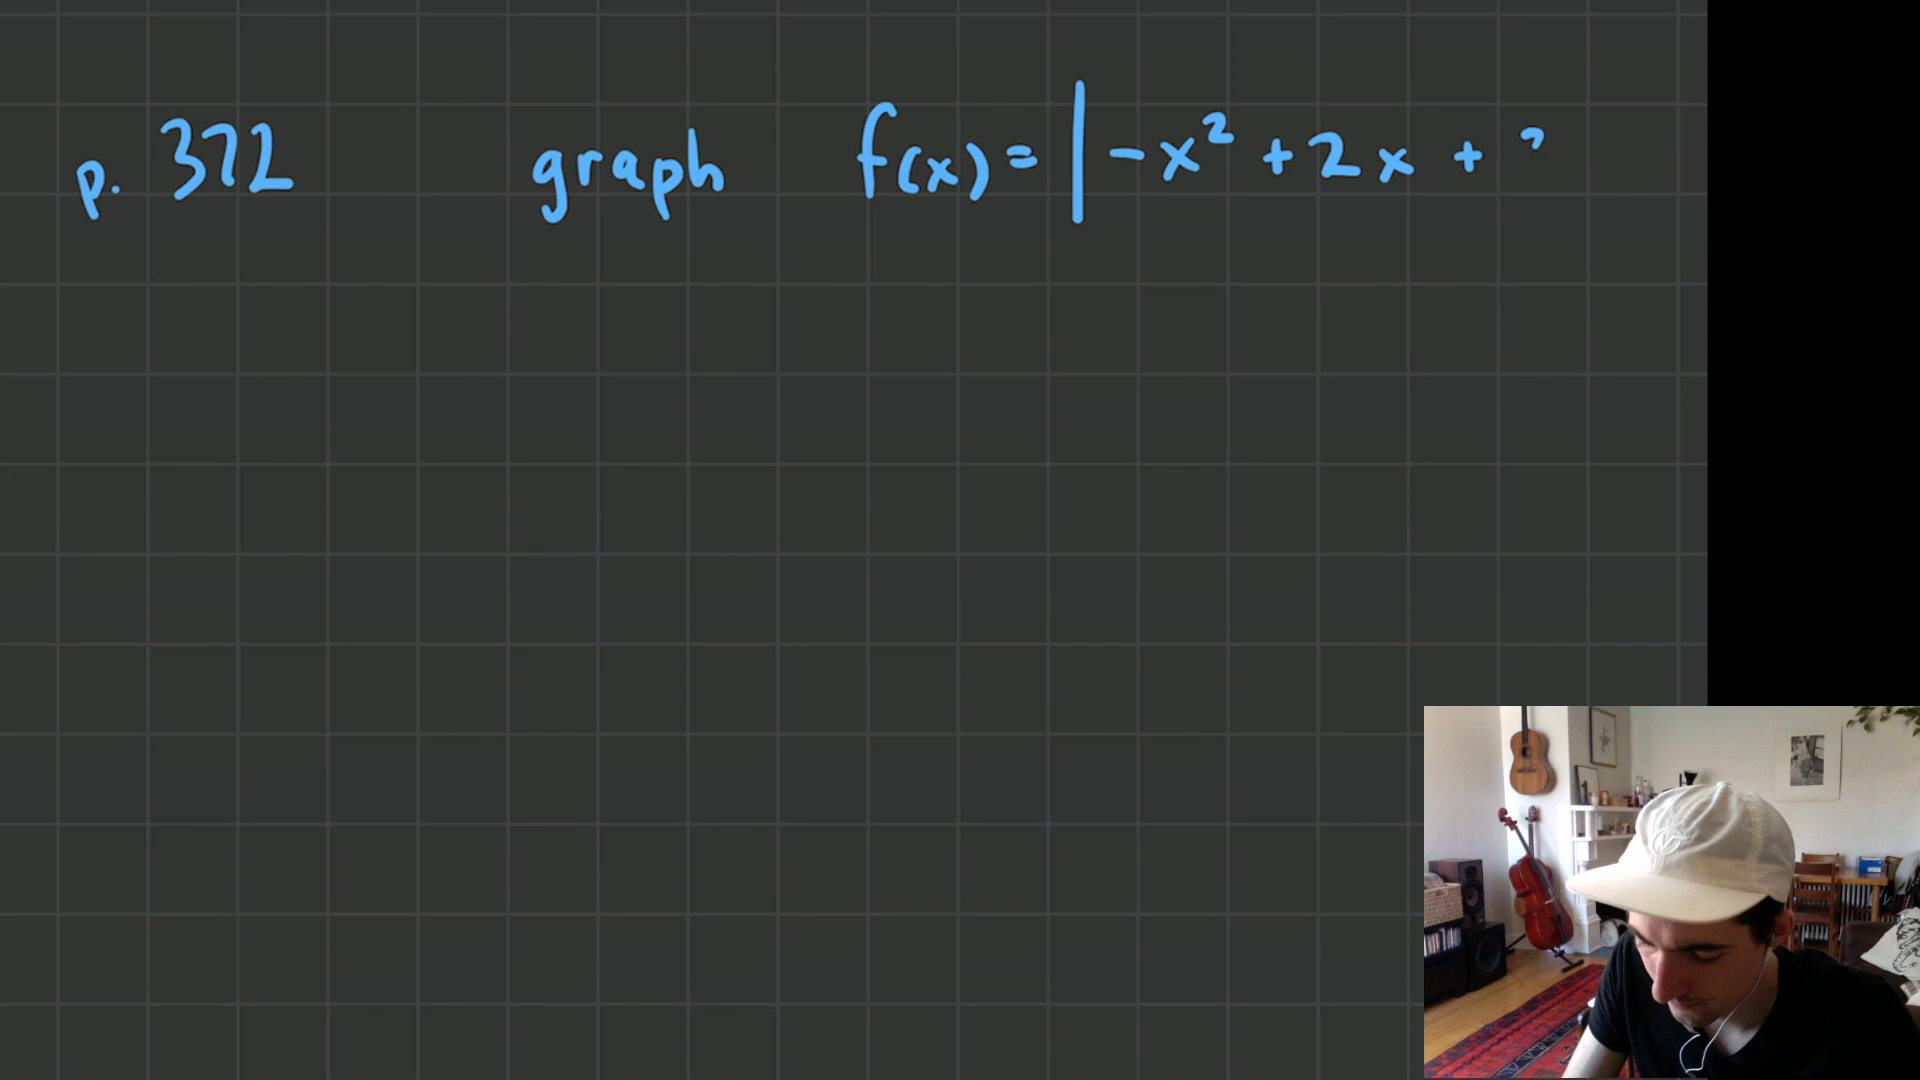 p. 372 graph f(x) = | -x² + 2x +